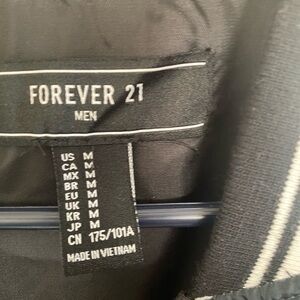 FOREVER 21
MEN
US M
CA M
MX M
BR M
EU M
UK M
KR M
JP M
CN 175/101A
MADE IN VIETNAM